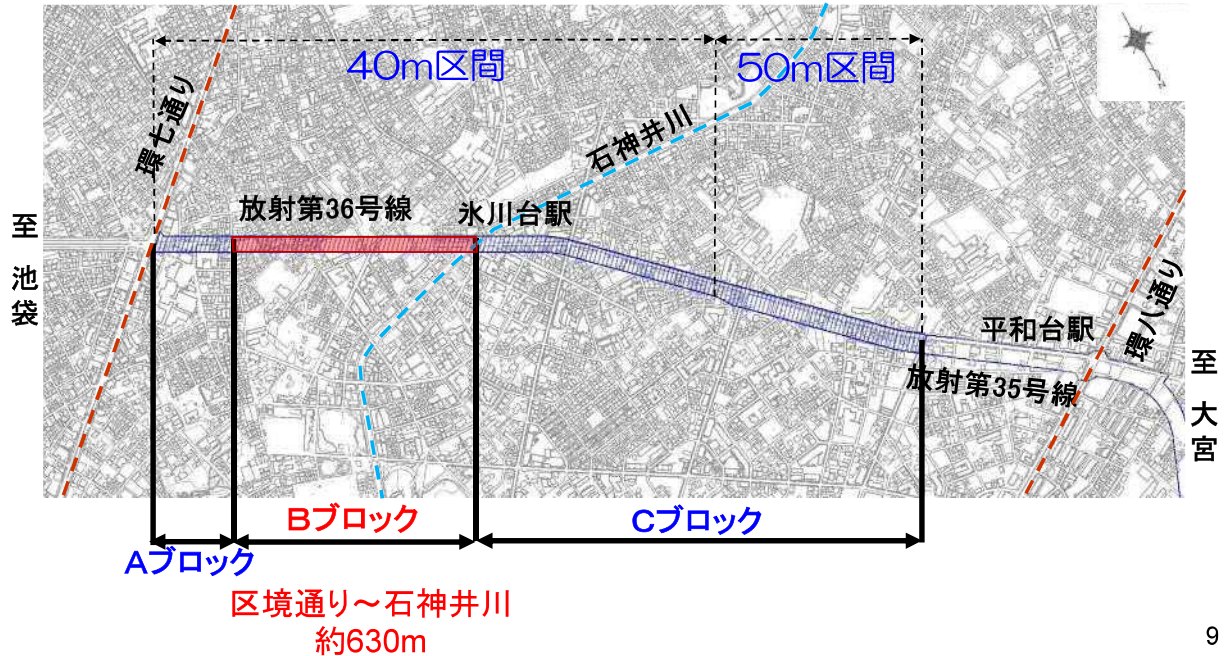 40m区間
50m区間
環七通り
石神井川
放射第36号線
氷川台駅
至 池袋
平和台駅
環八通り
放射第35号線
至 大宮
Aブロック
Bブロック
Cブロック
区境通り～石神井川
約630m
9